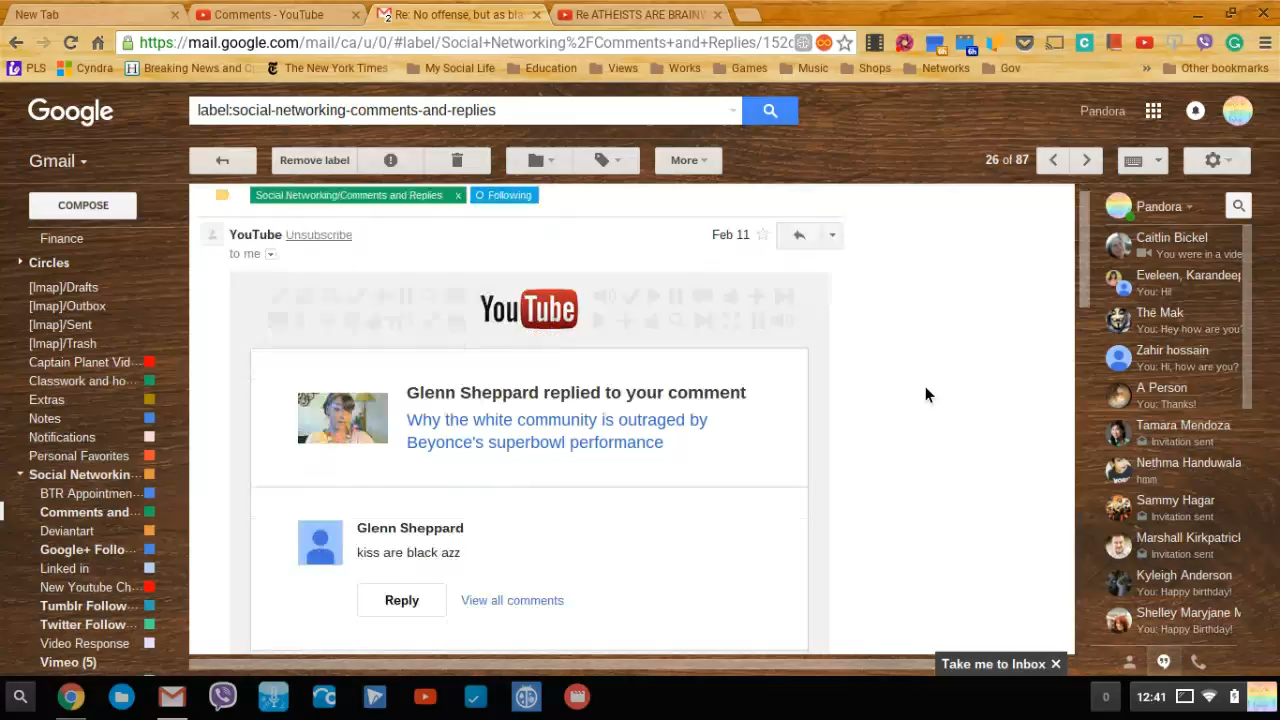 New Tab
Comments - YouTube
Re: No offense, but as bla
Re ATHEISTS ARE BRAINW
https://mail.google.com/mail/ca/u/0/#label/Social+Networking%2FComments+and+Replies/152c
PLS
Cyndra
Breaking News and Op
The New York Times
My Social Life
Education
Views
Works
Games
Music
Shops
Networks
Gov
»
Other bookmarks
Google
label:social-networking-comments-and-replies
Pandora
Gmail
Remove label
More
26 of 87
COMPOSE
Finance
Circles
[Imap]/Drafts
[Imap]/Outbox
[Imap]/Sent
[Imap]/Trash
Captain Planet Vid...
Classwork and ho...
Extras
Notes
Notifications
Personal Favorites
Social Networkin...
BTR Appointmen...
Comments and...
Deviantart
Google+ Follo...
Linked in
New Youtube Ch...
Tumblr Follow...
Twitter Follow...
Video Response
Vimeo (5)
Social Networking/Comments and Replies x
Following
YouTube Unsubscribe
Feb 11
to me
YouTube
Glenn Sheppard replied to your comment
Why the white community is outraged by
Beyonce's superbowl performance
Glenn Sheppard
kiss are black azz
Reply
View all comments
Take me to Inbox ×
Pandora
Caitlin Bickel
You were in a vide
Eveleen, Karandeep
You: Hi!
The Mak
You: Hey how are you?
Zahir hossain
You: Hi, how are you?
A Person
You: Thanks!
Tamara Mendoza
Invitation sent
Nethma Handuwala
hmm
Sammy Hagar
Invitation sent
Marshall Kirkpatrick
Invitation sent
Kyleigh Anderson
You: Happy birthday!
Shelley Maryjane M
You: Happy Birthday!
0
12:41